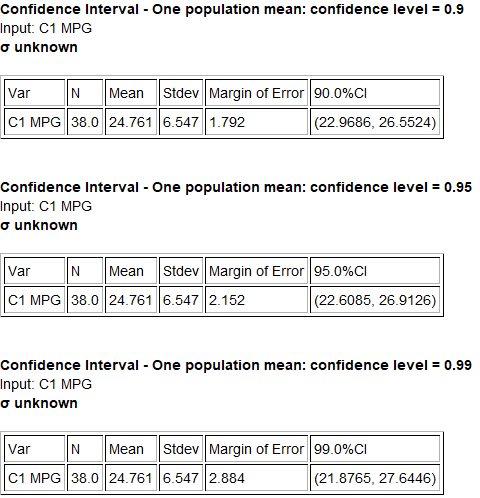 Confidence Interval - One population mean: confidence level = 0.9
Input: C1 MPG
σ unknown
Var N Mean Stdev Margin of Error 90.0%CI
C1 MPG 38.0 24.761 6.547 1.792 (22.9686, 26.5524)
Confidence Interval - One population mean: confidence level = 0.95
Input: C1 MPG
σ unknown
Var N Mean Stdev Margin of Error 95.0%CI
C1 MPG 38.0 24.761 6.547 2.152 (22.6085, 26.9126)
Confidence Interval - One population mean: confidence level = 0.99
Input: C1 MPG
σ unknown
Var N Mean Stdev Margin of Error 99.0%CI
C1 MPG 38.0 24.761 6.547 2.884 (21.8765, 27.6446)